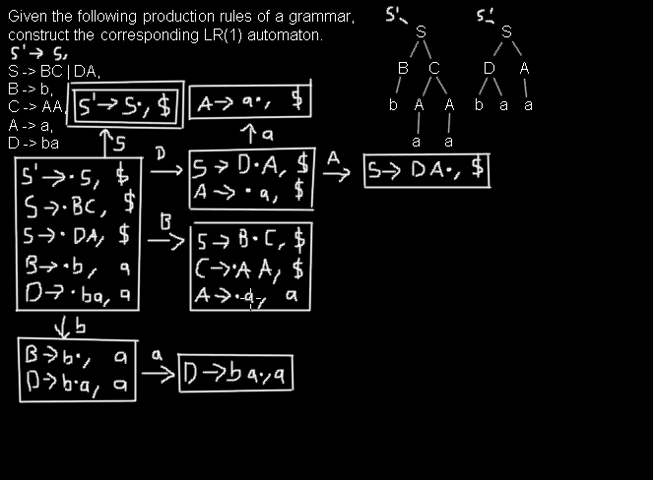 Given the following production rules of a grammar,
construct the corresponding LR(1) automaton.
S' → S,
S -> BC | DA,
B -> b,
C -> AA,
A -> a,
D -> ba
S'
S
B C
b A A
a a
S'
S
D A
b a a
S' → S·, $
A → a·, $
S
a
S' → ·S, $
S → ·BC, $
S → ·DA, $
B → ·b, a
D → ·ba, a
D
S → D·A, $
A → ·a, $
A
S → DA·, $
B
S → B·C, $
C → ·AA, $
A → ·a, a
b
B → b·, a
D → b·a, a
a
D → ba·, a